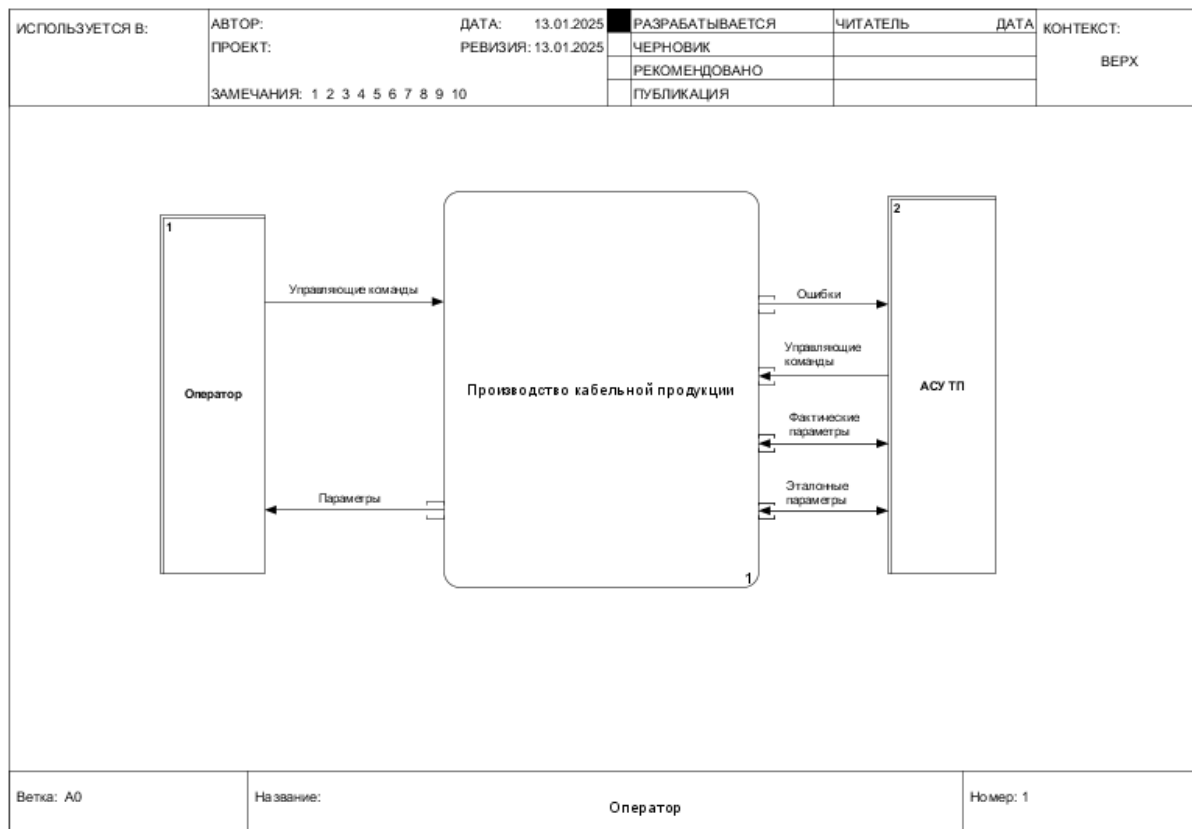 ИСПОЛЬЗУЕТСЯ В:
АВТОР:
ДАТА: 13.01.2025
ПРОЕКТ:
РЕВИЗИЯ: 13.01.2025
ЗАМЕЧАНИЯ: 1 2 3 4 5 6 7 8 9 10
РАЗРАБАТЫВАЕТСЯ
ЧЕРНОВИК
РЕКОМЕНДОВАНО
ПУБЛИКАЦИЯ
ЧИТАТЕЛЬ
ДАТА
КОНТЕКСТ:
ВЕРХ
1
Оператор
Управляющие команды
Параметры
Производство кабельной продукции
1
Ошибки
Управляющие
команды
Фактические
параметры
Эталонные
параметры
2
АСУ ТП
Ветка: A0
Название:
Оператор
Номер: 1